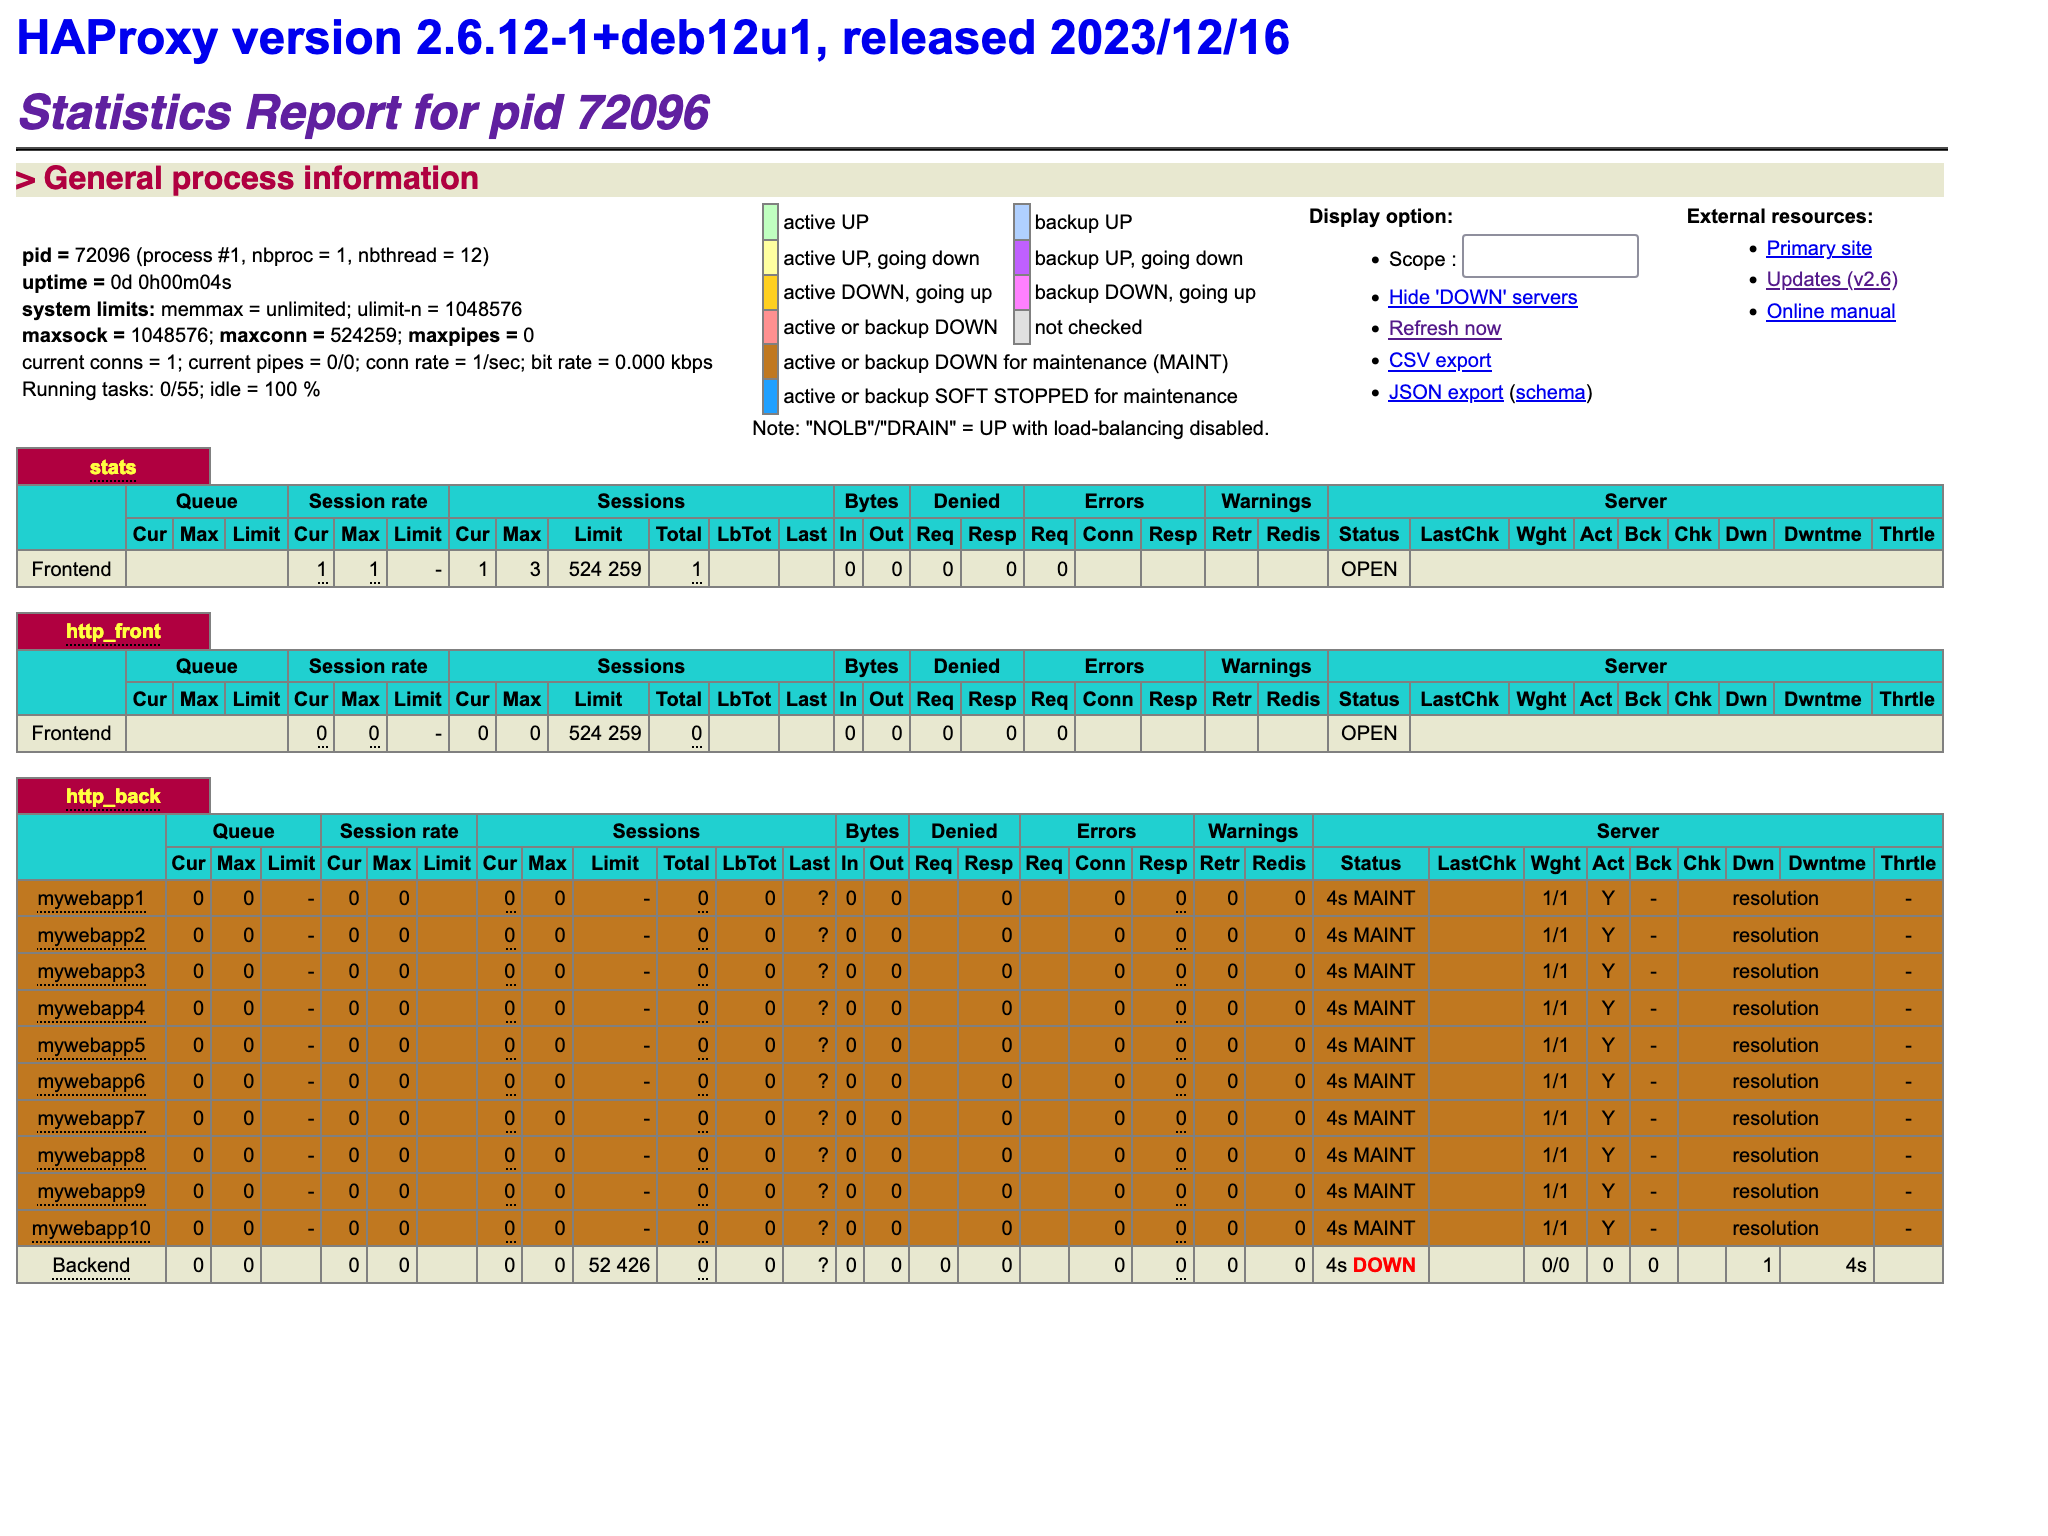 HAProxy version 2.6.12-1+deb12u1, released 2023/12/16
Statistics Report for pid 72096
> General process information
pid = 72096 (process #1, nbproc = 1, nbthread = 12)
uptime = 0d 0h00m04s
system limits: memmax = unlimited; ulimit-n = 1048576
maxsock = 1048576; maxconn = 524259; maxpipes = 0
current conns = 1; current pipes = 0/0; conn rate = 1/sec; bit rate = 0.000 kbps
Running tasks: 0/55; idle = 100 %
active UP backup UP
active UP, going down backup UP, going down
active DOWN, going up backup DOWN, going up
active or backup DOWN not checked
active or backup DOWN for maintenance (MAINT)
active or backup SOFT STOPPED for maintenance
Note: "NOLB"/"DRAIN" = UP with load-balancing disabled.
Display option:
• Scope :
• Hide 'DOWN' servers
• Refresh now
• CSV export
• JSON export (schema)
External resources:
• Primary site
• Updates (v2.6)
• Online manual
stats
Queue Session rate Sessions Bytes Denied Errors Warnings Server
Cur Max Limit Cur Max Limit Cur Max Limit Total LbTot Last In Out Req Resp Req Conn Resp Retr Redis Status LastChk Wght Act Bck Chk Dwn Dwntme Thrtle
Frontend 1 1 - 1 3 524 259 1 0 0 0 0 0 OPEN
http_front
Queue Session rate Sessions Bytes Denied Errors Warnings Server
Cur Max Limit Cur Max Limit Cur Max Limit Total LbTot Last In Out Req Resp Req Conn Resp Retr Redis Status LastChk Wght Act Bck Chk Dwn Dwntme Thrtle
Frontend 0 0 - 0 0 524 259 0 0 0 0 0 0 OPEN
http_back
Queue Session rate Sessions Bytes Denied Errors Warnings Server
Cur Max Limit Cur Max Limit Cur Max Limit Total LbTot Last In Out Req Resp Req Conn Resp Retr Redis Status LastChk Wght Act Bck Chk Dwn Dwntme Thrtle
mywebapp1 0 0 - 0 0 0 0 - 0 0 ? 0 0 0 0 0 0 0 4s MAINT 1/1 Y - resolution -
mywebapp2 0 0 - 0 0 0 0 - 0 0 ? 0 0 0 0 0 0 0 4s MAINT 1/1 Y - resolution -
mywebapp3 0 0 - 0 0 0 0 - 0 0 ? 0 0 0 0 0 0 0 4s MAINT 1/1 Y - resolution -
mywebapp4 0 0 - 0 0 0 0 - 0 0 ? 0 0 0 0 0 0 0 4s MAINT 1/1 Y - resolution -
mywebapp5 0 0 - 0 0 0 0 - 0 0 ? 0 0 0 0 0 0 0 4s MAINT 1/1 Y - resolution -
mywebapp6 0 0 - 0 0 0 0 - 0 0 ? 0 0 0 0 0 0 0 4s MAINT 1/1 Y - resolution -
mywebapp7 0 0 - 0 0 0 0 - 0 0 ? 0 0 0 0 0 0 0 4s MAINT 1/1 Y - resolution -
mywebapp8 0 0 - 0 0 0 0 - 0 0 ? 0 0 0 0 0 0 0 4s MAINT 1/1 Y - resolution -
mywebapp9 0 0 - 0 0 0 0 - 0 0 ? 0 0 0 0 0 0 0 4s MAINT 1/1 Y - resolution -
mywebapp10 0 0 - 0 0 0 0 - 0 0 ? 0 0 0 0 0 0 0 4s MAINT 1/1 Y - resolution -
Backend 0 0 0 0 0 0 52 426 0 0 ? 0 0 0 0 0 0 0 0 4s DOWN 0/0 0 0 1 4s